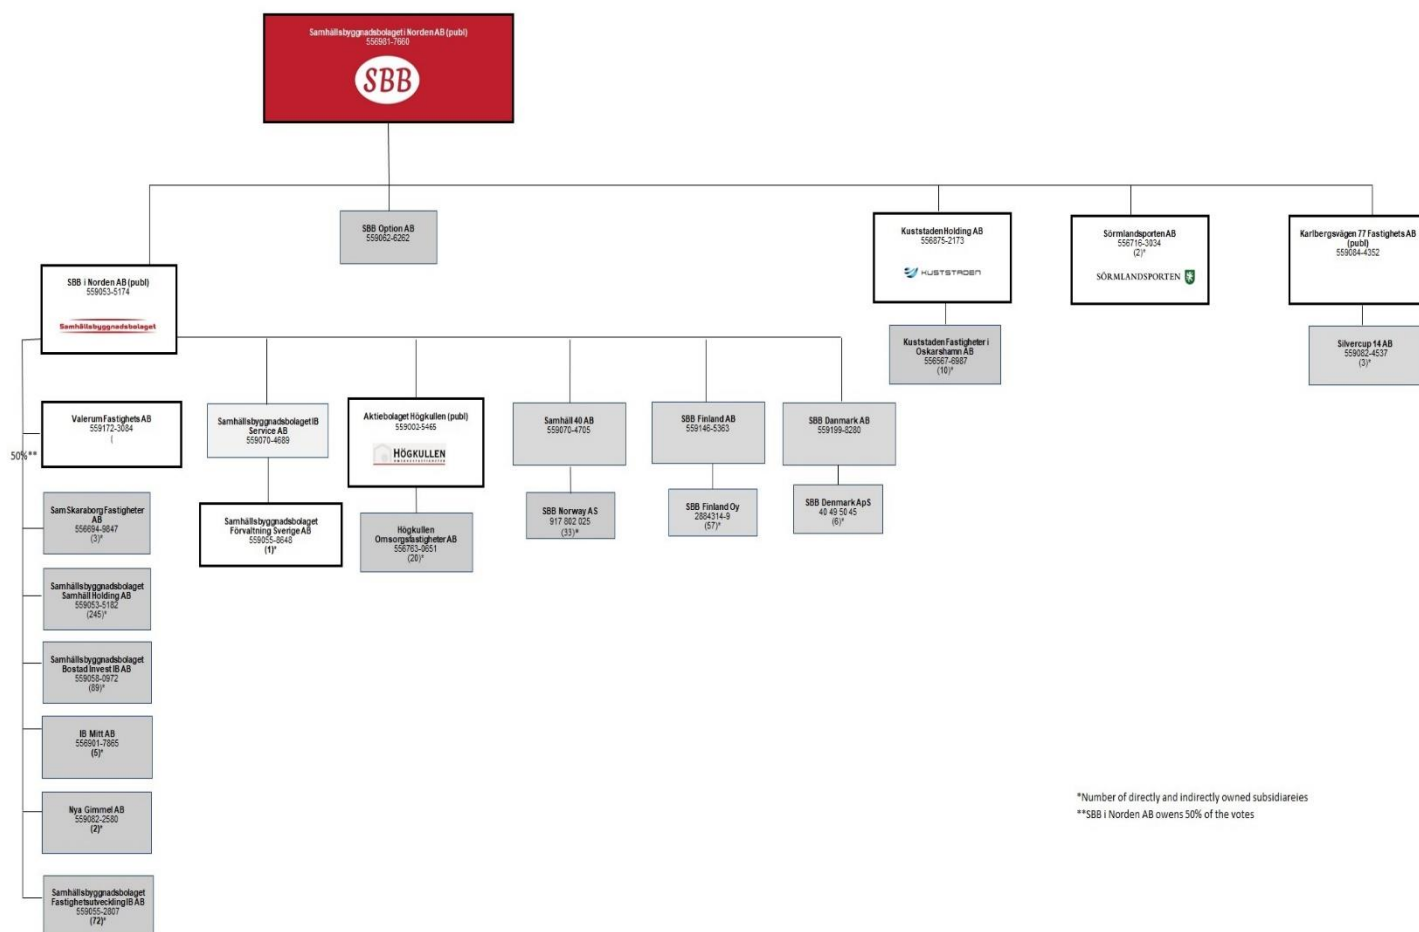 Samhällsbyggnadsbolaget i Norden AB (publ)
556981-7660
SBB
SBB Option AB
559062-6262
Kuststaden Holding AB
556875-2173
KUSTSTADEN
Sörmlandsporten AB
556716-3034
(2)*
SÖRMLANDSPORTEN
Karlbergsvägen 77 Fastighets AB
(publ)
559084-4352
SBB i Norden AB (publ)
559053-5174
Samhällsbyggnadsbolaget
Kuststaden Fastigheter i
Oskarshamn AB
556567-6987
(10)*
Silvercup 14 AB
559082-4537
(3)*
Valerum Fastighets AB
559172-3084
(
50%**
Samhällsbyggnadsbolaget IB
Service AB
559070-4689
Aktiebolaget Högkullen (publ)
559002-5465
HÖGKULLEN
Samhäll 40 AB
559070-4705
SBB Finland AB
559146-5363
SBB Danmark AB
559199-8280
Sam Skaraborg Fastigheter
AB
556694-9847
(3)*
Samhällsbyggnadsbolaget
Förvaltning Sverige AB
559055-8648
(1)*
Högkullen
Omsorgsfastigheter AB
556763-0651
(20)*
SBB Norway AS
917 802 025
(33)*
SBB Finland Oy
2884314-9
(57)*
SBB Denmark ApS
40 49 50 45
(6)*
Samhällsbyggnadsbolaget
Samhäll Holding AB
559053-5182
(245)*
Samhällsbyggnadsbolaget
Bostad Invest IB AB
559058-0972
(89)*
IB Mitt AB
556901-7865
(5)*
Nya Gimmel AB
559082-2580
(2)*
Samhällsbyggnadsbolaget
Fastighetsutveckling IB AB
559055-2807
(72)*
*Number of directly and indirectly owned subsidiareies
**SBB i Norden AB owens 50% of the votes